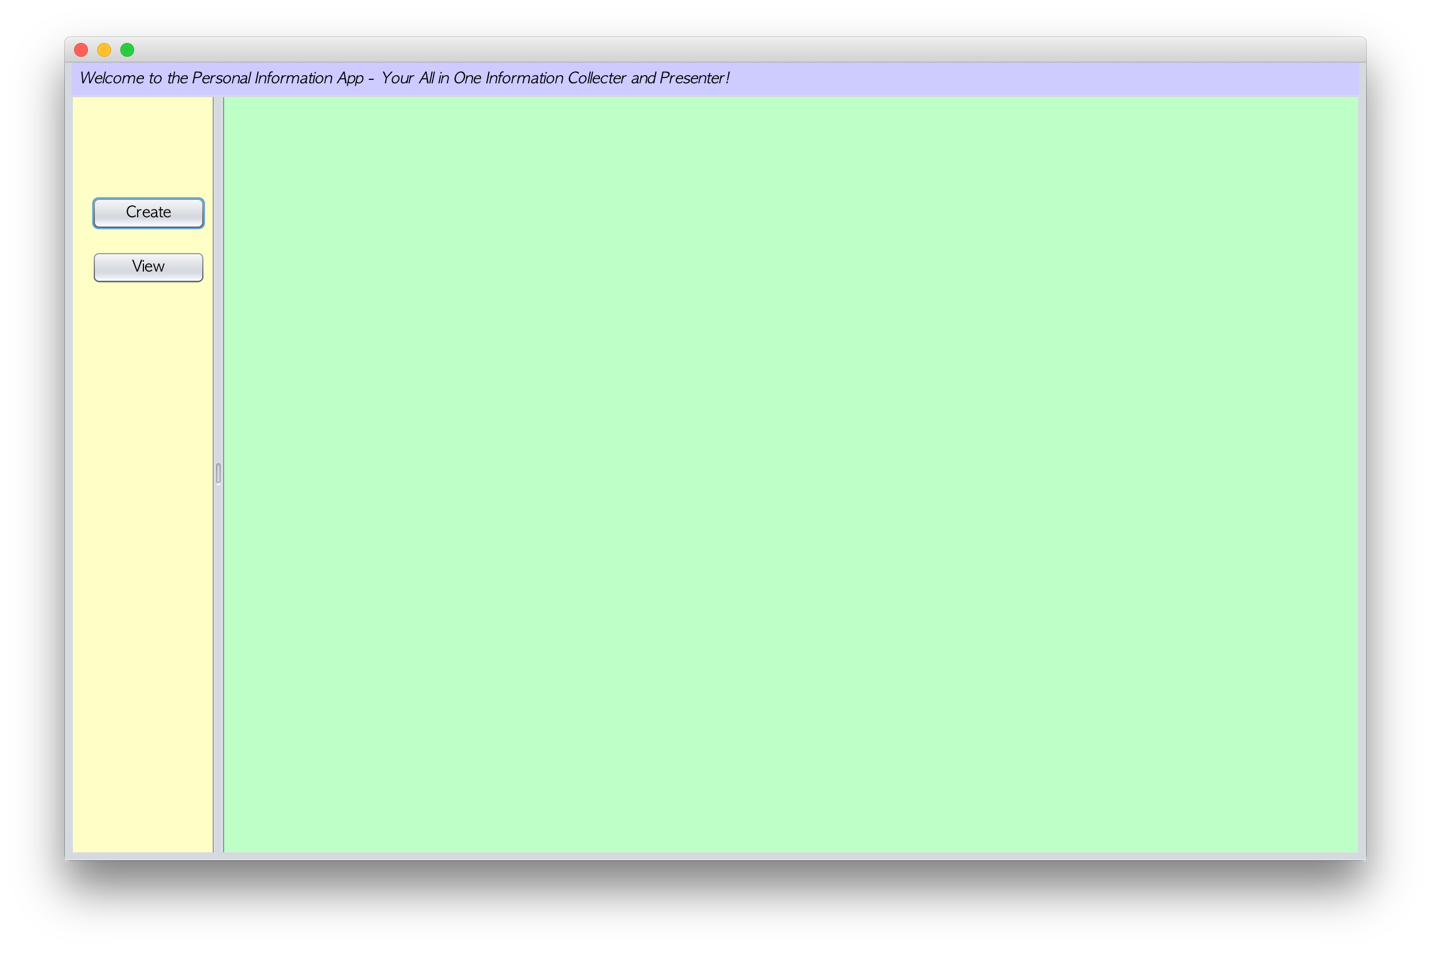 Welcome to the Personal Information App - Your All in One Information Collecter and Presenter!
Create
View